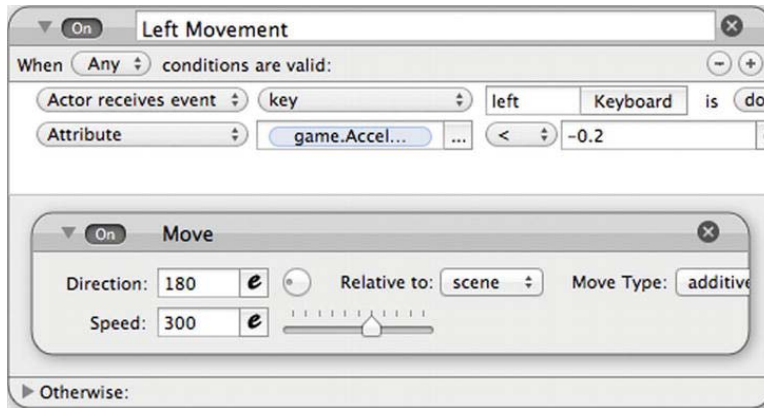 On Left Movement
When Any conditions are valid:
Actor receives event key left Keyboard is do
Attribute game.Accel... ... < -0.2
On Move
Direction: 180 e Relative to: scene Move Type: additive
Speed: 300 e
Otherwise: